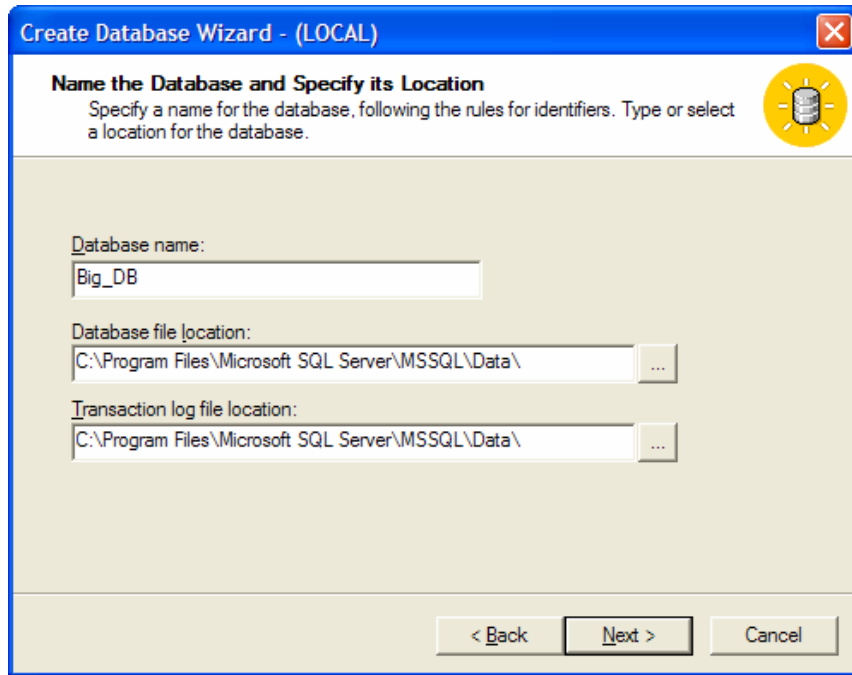 Create Database Wizard - (LOCAL)
Name the Database and Specify its Location
Specify a name for the database, following the rules for identifiers. Type or select
a location for the database.
Database name:
Big_DB
Database file location:
C:\Program Files\Microsoft SQL Server\MSSQL\Data\
...
Transaction log file location:
C:\Program Files\Microsoft SQL Server\MSSQL\Data\
...
< Back
Next >
Cancel